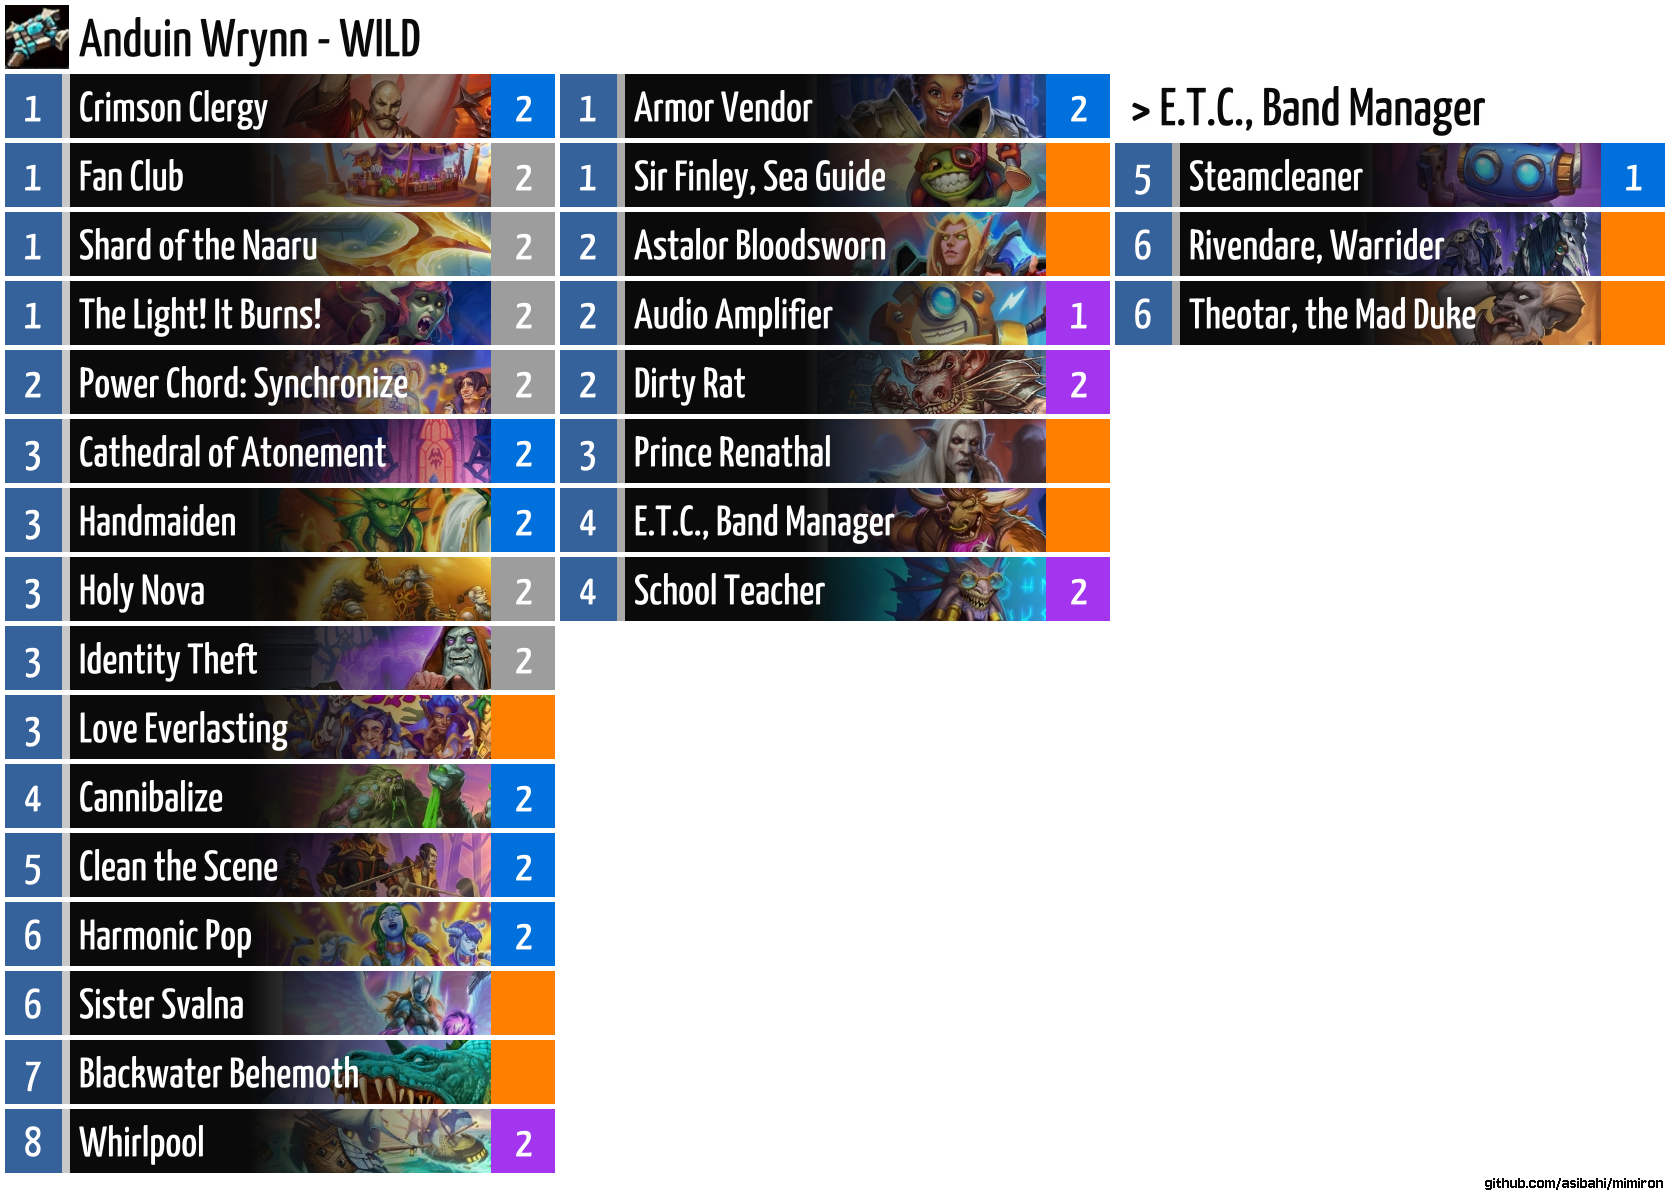 Anduin Wrynn - WILD
1 Crimson Clergy 2
1 Fan Club 2
1 Shard of the Naaru 2
1 The Light! It Burns! 2
2 Power Chord: Synchronize 2
3 Cathedral of Atonement 2
3 Handmaiden 2
3 Holy Nova 2
3 Identity Theft 2
3 Love Everlasting
4 Cannibalize 2
5 Clean the Scene 2
6 Harmonic Pop 2
6 Sister Svalna
7 Blackwater Behemoth
8 Whirlpool 2
1 Armor Vendor 2
1 Sir Finley, Sea Guide
2 Astalor Bloodsworn
2 Audio Amplifier 1
2 Dirty Rat 2
3 Prince Renathal
4 E.T.C., Band Manager
4 School Teacher 2
> E.T.C., Band Manager
5 Steamcleaner 1
6 Rivendare, Warrider
6 Theotar, the Mad Duke
github.com/asibahi/mimiron